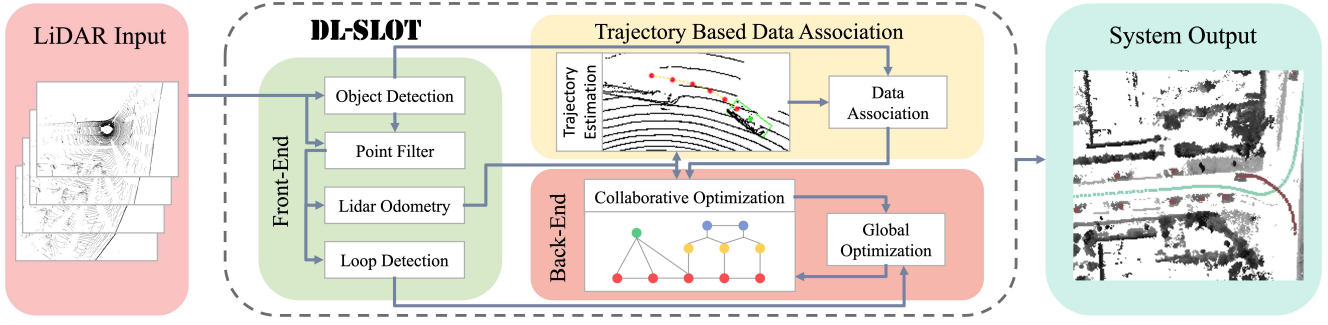 LiDAR Input
DL-SLOT
Front-End
Object Detection
Point Filter
Lidar Odometry
Loop Detection
Trajectory Based Data Association
Trajectory
Estimation
Data
Association
Back-End
Collaborative Optimization
Global
Optimization
System Output